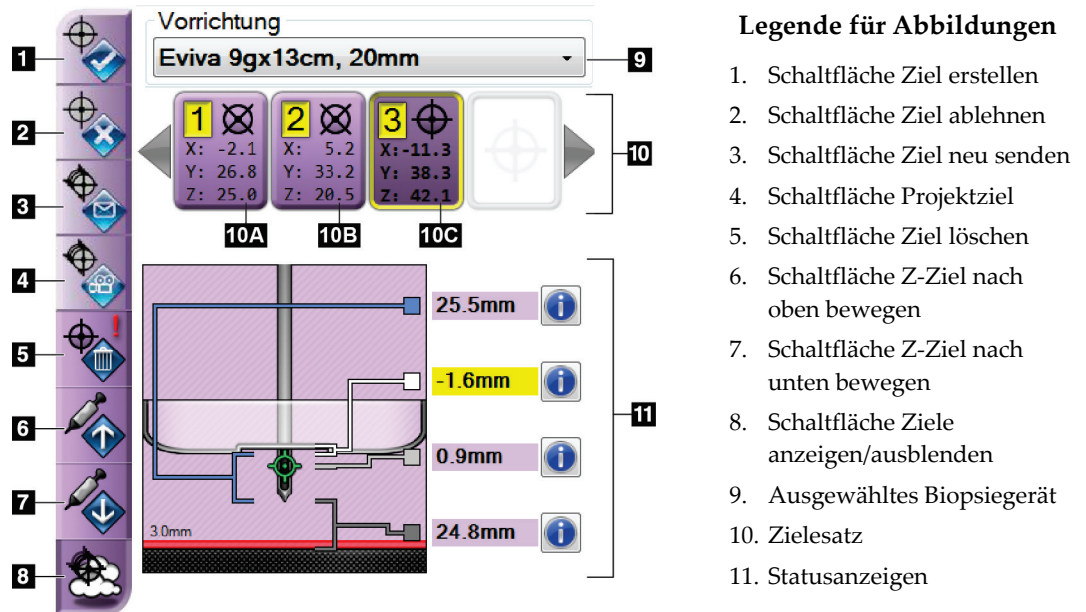 Vorrichtung
Eviva 9gx13cm, 20mm
1
2
3
4
5
6
7
8
9
10
11
1
X: -2.1
Y: 26.8
Z: 25.0
2
X: 5.2
Y: 33.2
Z: 20.5
3
X:-11.3
Y: 38.3
Z: 42.1
10A
10B
10C
25.5mm
-1.6mm
0.9mm
24.8mm
3.0mm
!
Legende für Abbildungen
1. Schaltfläche Ziel erstellen
2. Schaltfläche Ziel ablehnen
3. Schaltfläche Ziel neu senden
4. Schaltfläche Projektziel
5. Schaltfläche Ziel löschen
6. Schaltfläche Z-Ziel nach
oben bewegen
7. Schaltfläche Z-Ziel nach
unten bewegen
8. Schaltfläche Ziele
anzeigen/ausblenden
9. Ausgewähltes Biopsiegerät
10. Zielesatz
11. Statusanzeigen